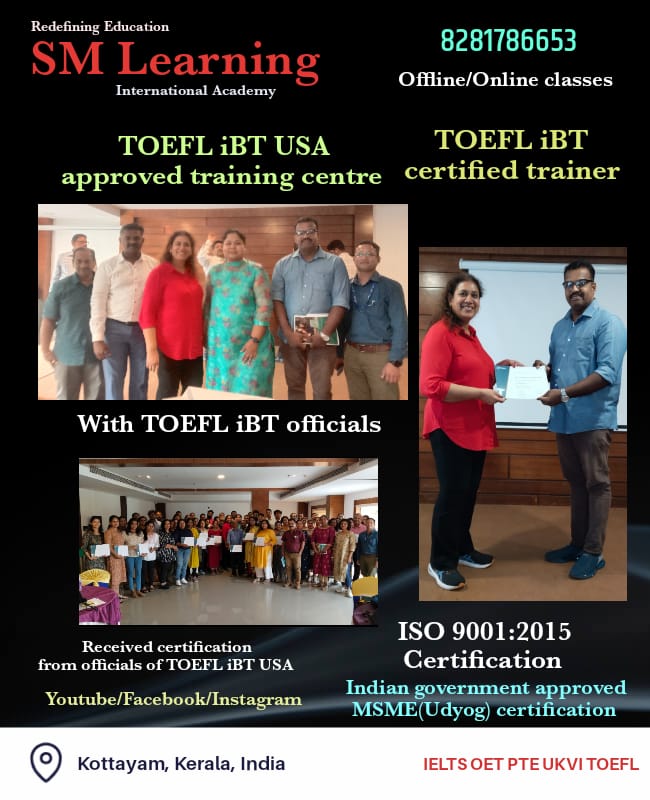 Redefining Education
SM Learning
International Academy
8281786653
Offline/Online classes
TOEFL iBT USA
approved training centre
TOEFL iBT
certified trainer
With TOEFL iBT officials
Received certification
from officials of TOEFL iBT USA
Youtube/Facebook/Instagram
ISO 9001:2015
Certification
Indian government approved
MSME(Udyog) certification
Kottayam, Kerala, India
IELTS OET PTE UKVI TOEFL